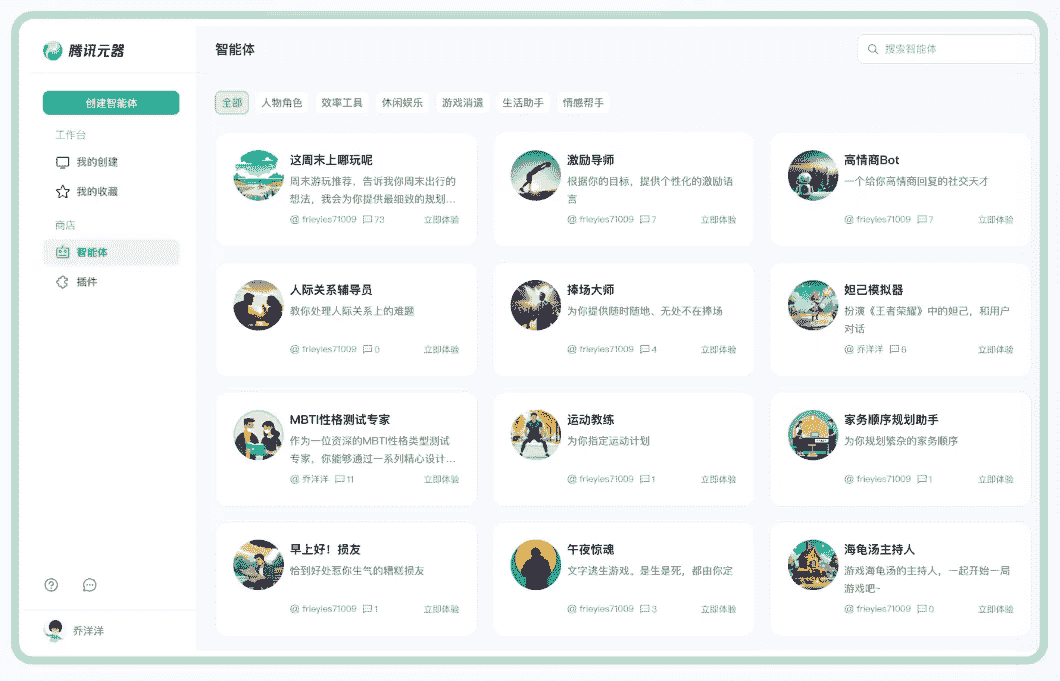 腾讯元器
智能体
搜索智能体
创建智能体
工作台
我的创建
我的收藏
商店
智能体
插件
乔洋洋
全部
人物角色
效率工具
休闲娱乐
游戏消遣
生活助手
情感帮手
这周末上哪玩呢
周末游玩推荐，告诉我你周末出行的
想法，我会为你提供最细致的规划...
@ frieyies71009 73 立即体验
激励导师
根据你的目标，提供个性化的激励语
言
@ frieyies71009 7 立即体验
高情商Bot
一个给你高情商回复的社交天才
@ frieyies71009 7 立即体验
人际关系辅导员
教你处理人际关系上的难题
@ frieyies71009 0 立即体验
捧场大师
为你提供随时随地、无处不在捧场
@ frieyies71009 4 立即体验
妲己模拟器
扮演《王者荣耀》中的妲己，和用户
对话
@ 乔洋洋 6 立即体验
MBTI性格测试专家
作为一位资深的MBTI性格类型测试
专家，你能够通过一系列精心设计...
@ 乔洋洋 11 立即体验
运动教练
为你指定运动计划
@ frieyies71009 1 立即体验
家务顺序规划助手
为你规划繁杂的家务顺序
@ frieyies71009 1 立即体验
早上好！损友
恰到好处惹你生气的糟糕损友
@ frieyies71009 1 立即体验
午夜惊魂
文字逃生游戏，是生是死，都由你定
@ frieyies71009 3 立即体验
海龟汤主持人
游戏海龟汤的主持人，一起开始一局
游戏吧~
@ frieyies71009 0 立即体验